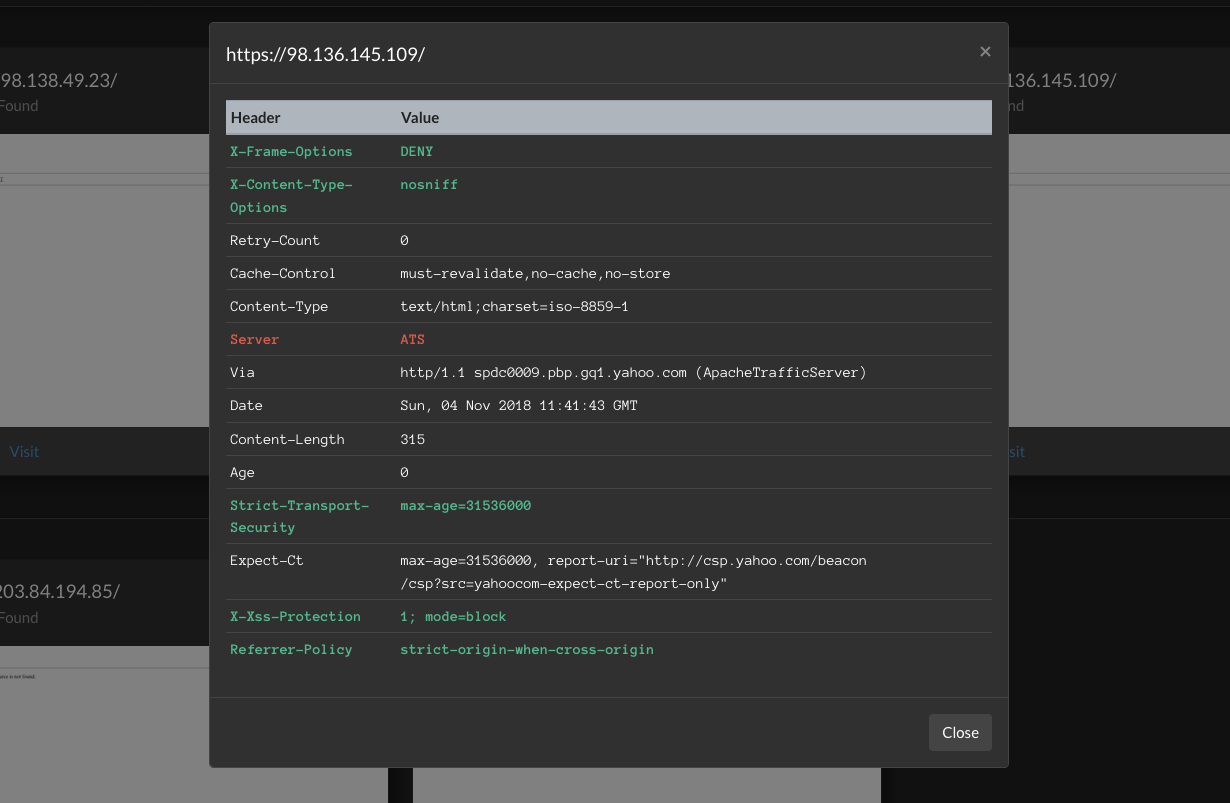 https://98.136.145.109/ ×
98.138.49.23/
136.145.109/
Found
nd
Header Value
X-Frame-Options DENY
X-Content-Type- nosniff
Options
Retry-Count 0
Cache-Control must-revalidate,no-cache,no-store
Content-Type text/html;charset=iso-8859-1
Server ATS
Via http/1.1 spdc0009.pbp.gq1.yahoo.com (ApacheTrafficServer)
Date Sun, 04 Nov 2018 11:41:43 GMT
Content-Length 315
Visit
sit
Age 0
Strict-Transport- max-age=31536000
Security
Expect-Ct max-age=31536000, report-uri="http://csp.yahoo.com/beacon
/csp?src=yahoocom-expect-ct-report-only"
203.84.194.85/
Found
X-Xss-Protection 1; mode=block
Referrer-Policy strict-origin-when-cross-origin
Close